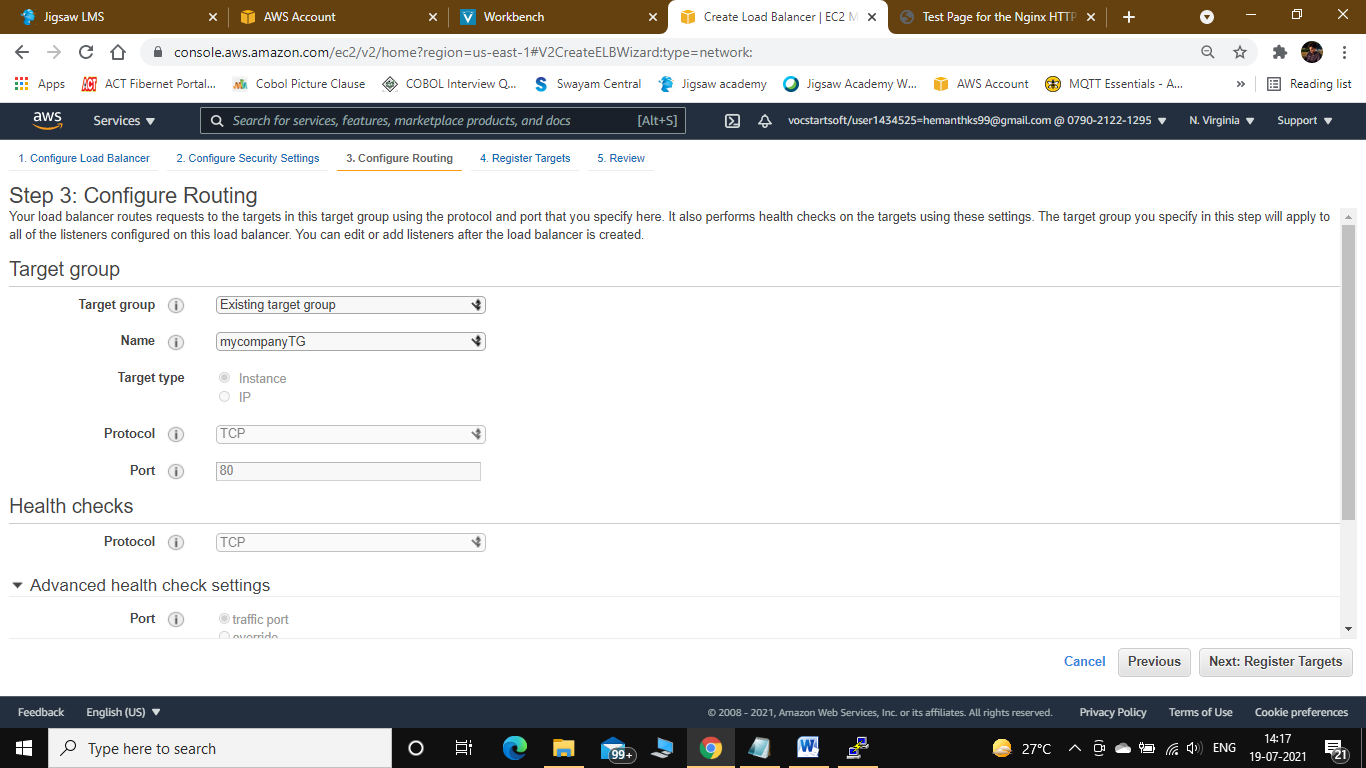 Jigsaw LMS
AWS Account
Workbench
Create Load Balancer | EC2 M
Test Page for the Nginx HTTP
console.aws.amazon.com/ec2/v2/home?region=us-east-1#V2CreateELBWizard:type=network:
Apps ACT Fibernet Portal... Cobol Picture Clause COBOL Interview Q... Swayam Central Jigsaw academy Jigsaw Academy W... AWS Account MQTT Essentials - A... » Reading list
aws Services Search for services, features, marketplace products, and docs [Alt+S] vocstartsoft/user1434525=hemanthks99@gmail.com @ 0790-2122-1295 N. Virginia Support
1. Configure Load Balancer 2. Configure Security Settings 3. Configure Routing 4. Register Targets 5. Review
Step 3: Configure Routing
Your load balancer routes requests to the targets in this target group using the protocol and port that you specify here. It also performs health checks on the targets using these settings. The target group you specify in this step will apply to
all of the listeners configured on this load balancer. You can edit or add listeners after the load balancer is created.
Target group
Target group i Existing target group
Name i mycompanyTG
Target type Instance
IP
Protocol i TCP
Port i 80
Health checks
Protocol i TCP
Advanced health check settings
Port i traffic port
override
Cancel Previous Next: Register Targets
Feedback English (US) © 2008 - 2021, Amazon Web Services, Inc. or its affiliates. All rights reserved. Privacy Policy Terms of Use Cookie preferences
Type here to search 99+ 27°C ENG 14:17
19-07-2021 21